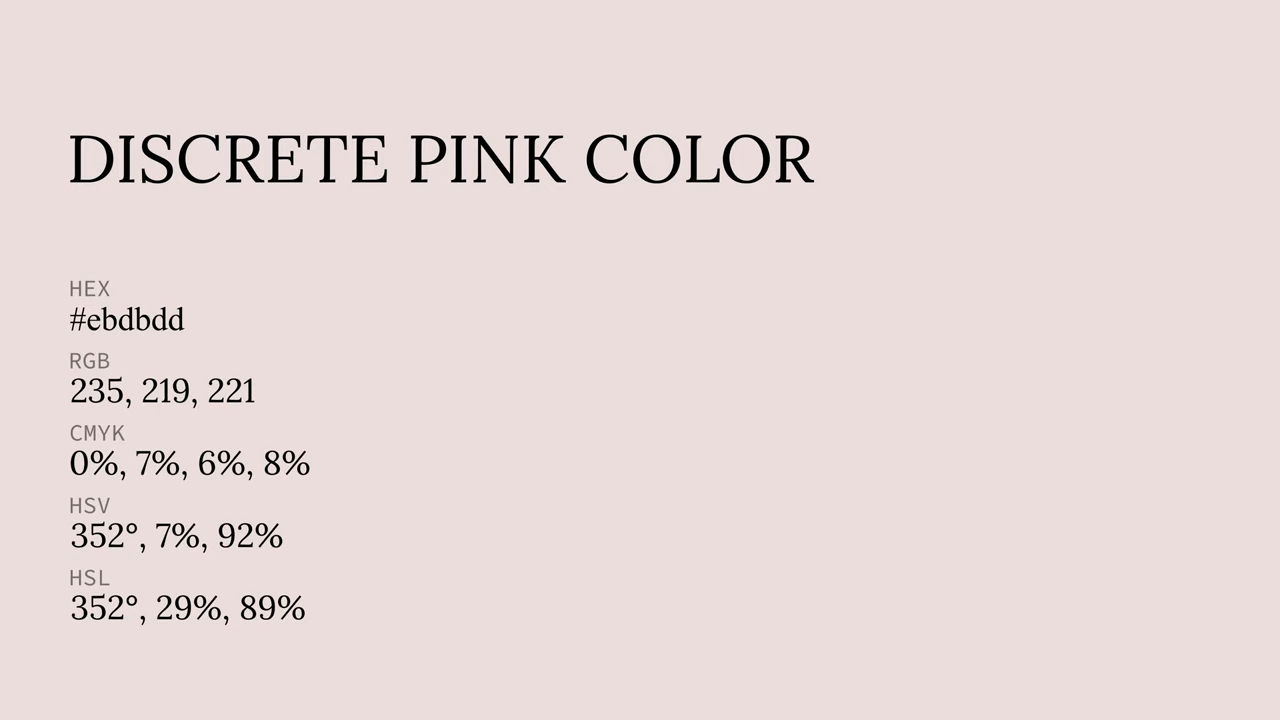 DISCRETE PINK COLOR
HEX
#ebdbdd
RGB
235, 219, 221
CMYK
0%, 7%, 6%, 8%
HSV
352°, 7%, 92%
HSL
352°, 29%, 89%